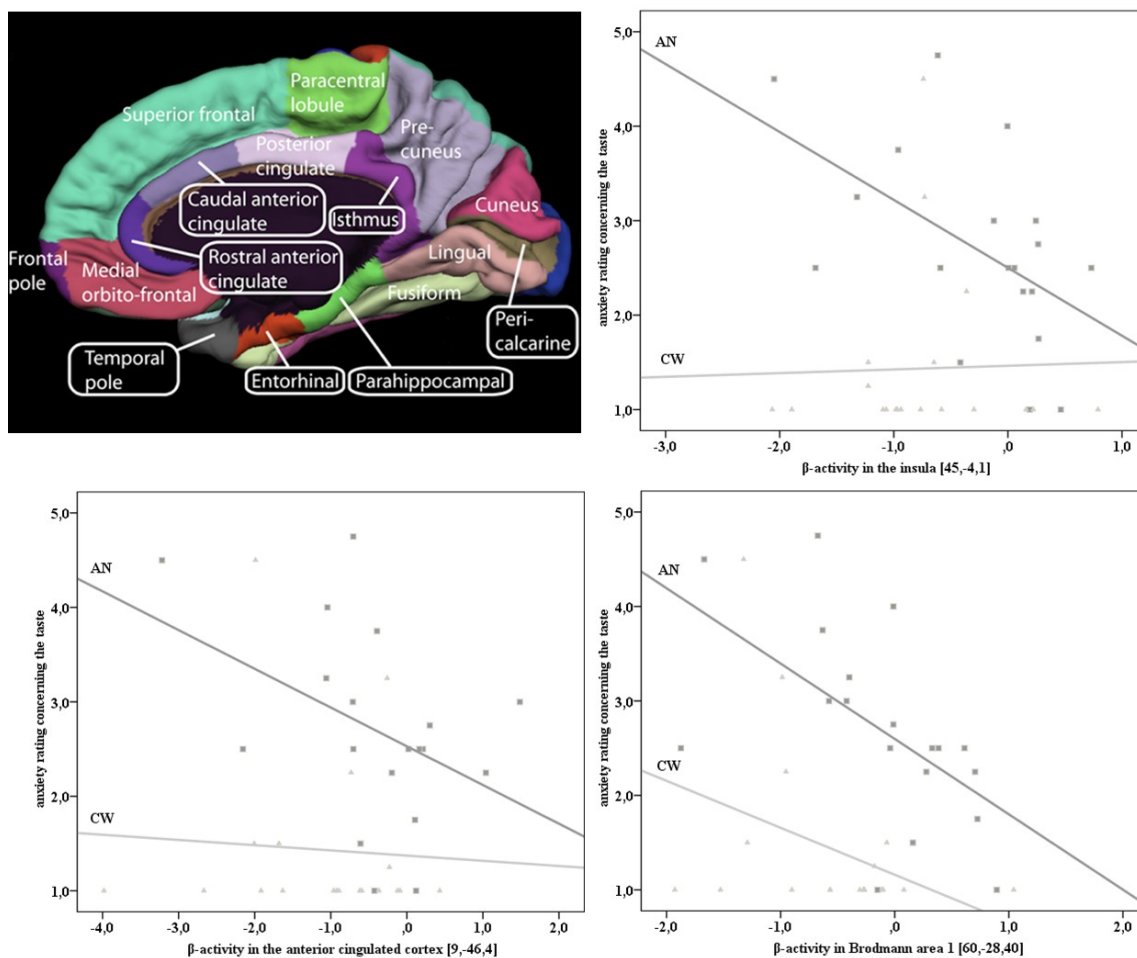 Paracentral
lobule
Superior frontal
Pre-
cuneus
Posterior
cingulate
Caudal anterior
cingulate
Isthmus
Cuneus
Rostral anterior
cingulate
Lingual
Frontal
pole
Medial
orbito-frontal
Fusiform
Peri-
calcarine
Temporal
pole
Entorhinal
Parahippocampal
anxiety rating concerning the taste
5,0
4,0
3,0
2,0
1,0
AN
CW
-3,0 -2,0 -1,0 ,0 1,0
β-activity in the insula [45,-4,1]
anxiety rating concerning the taste
5,0
4,0
3,0
2,0
1,0
AN
CW
-4,0 -3,0 -2,0 -1,0 ,0 1,0 2,0
β-activity in the anterior cingulated cortex [9,-46,4]
anxiety rating concerning the taste
5,0
4,0
3,0
2,0
1,0
AN
CW
-2,0 -1,0 ,0 1,0 2,0
β-activity in Brodmann area 1 [60,-28,40]